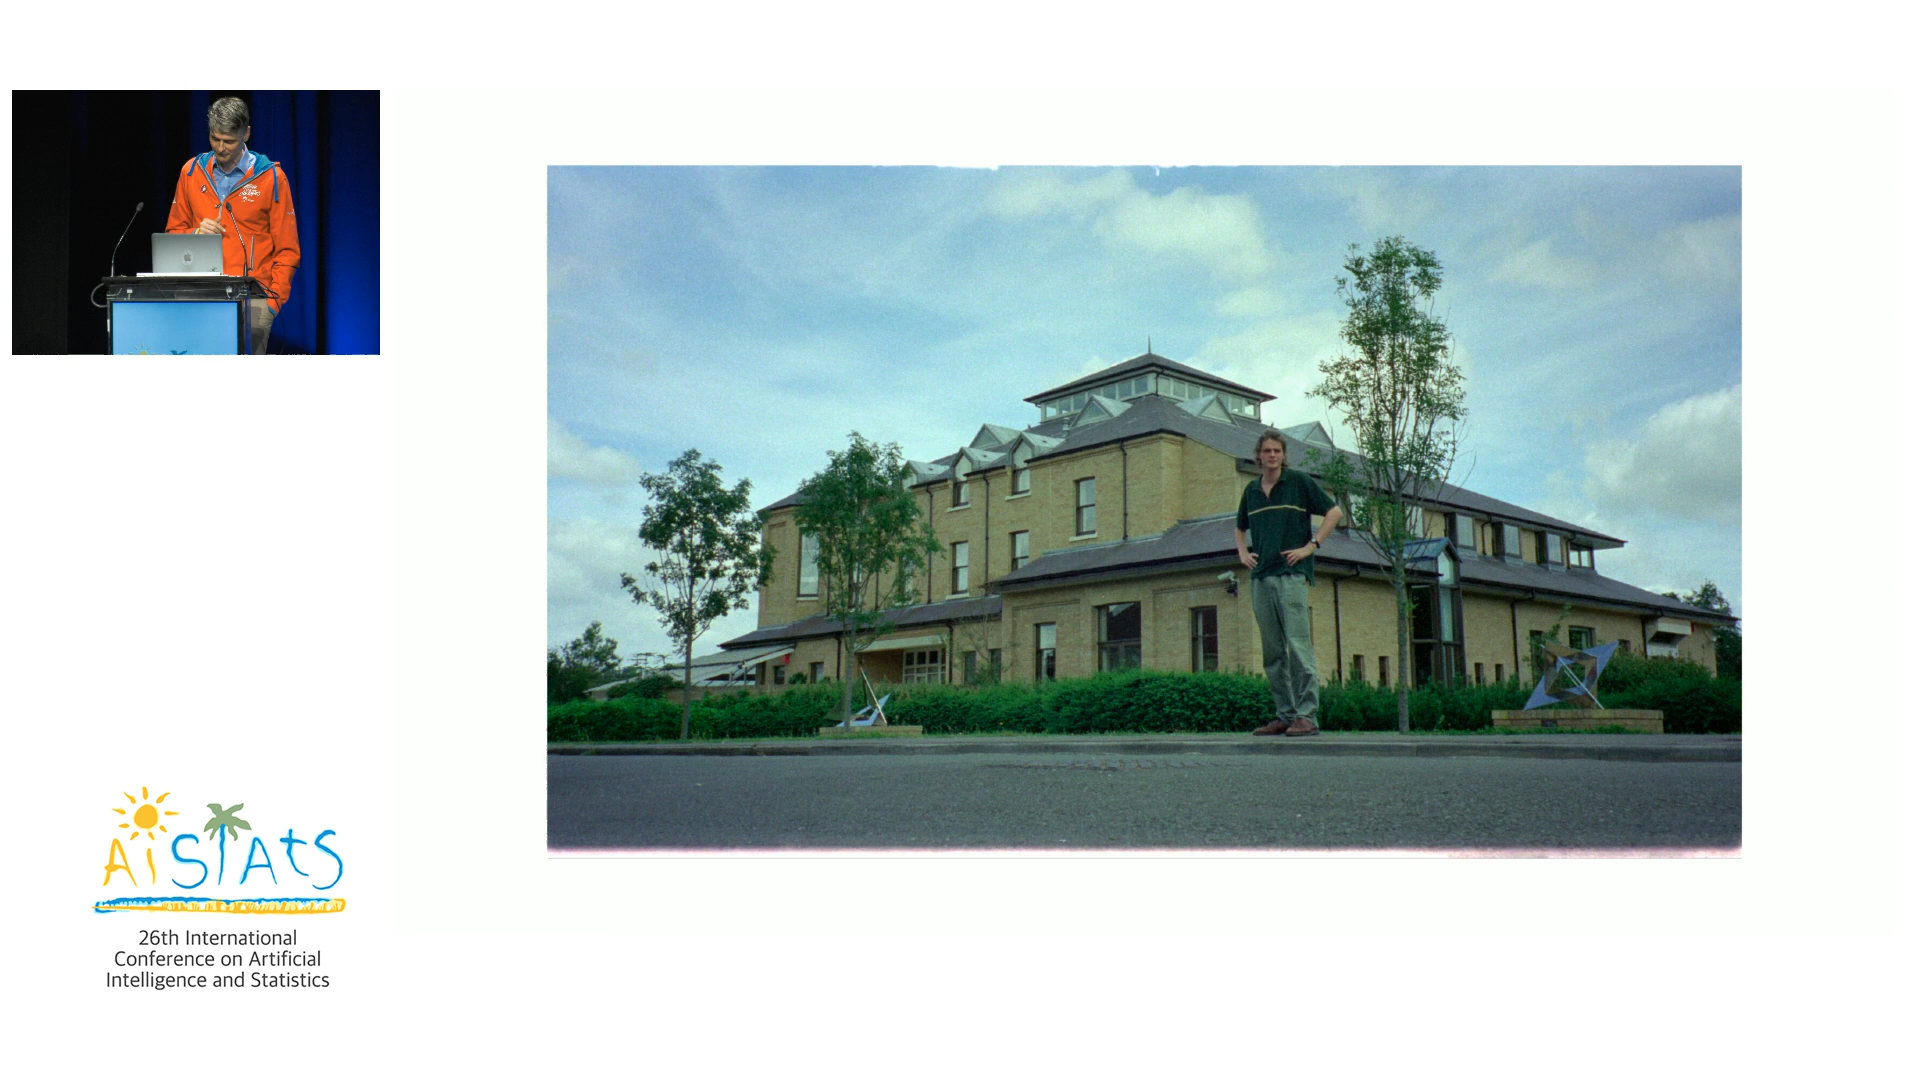 AiSTAtS
26th International
Conference on Artificial
Intelligence and Statistics